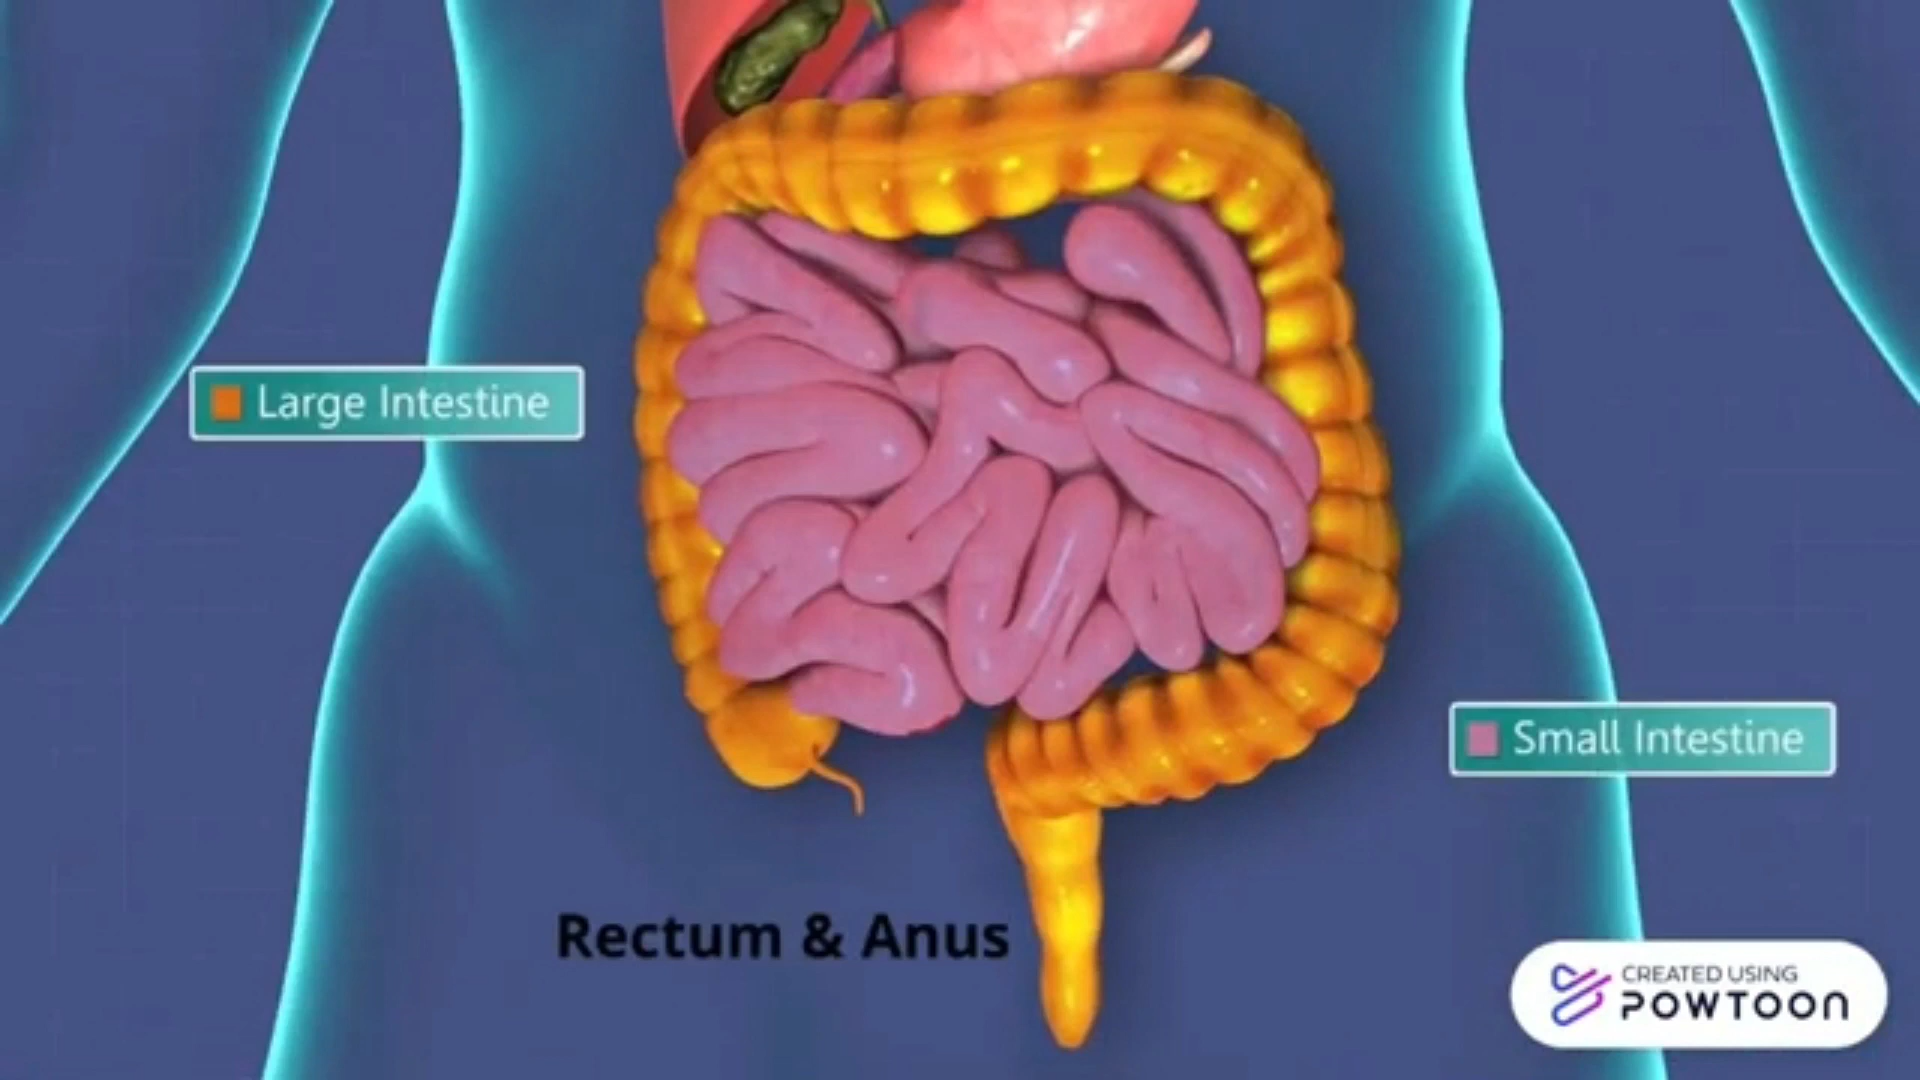 Large Intestine
Small Intestine
Rectum & Anus
CREATED USING
POWTOON